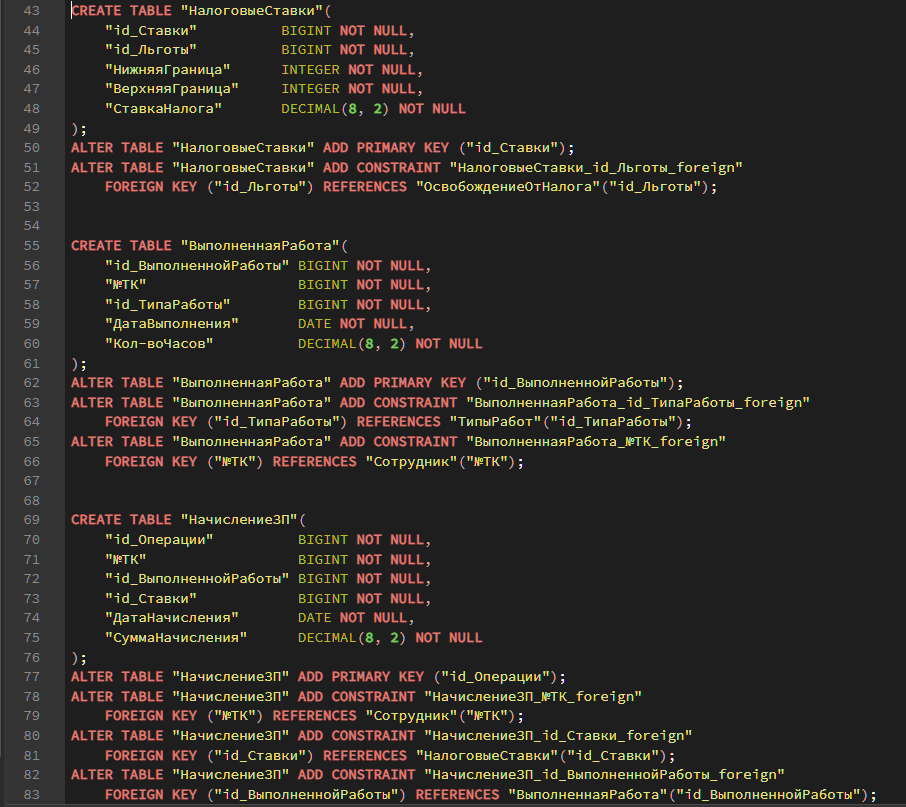 43 CREATE TABLE "НалоговыеСтавки"(
44     "id_Ставки"          BIGINT NOT NULL,
45     "id_Льготы"          BIGINT NOT NULL,
46     "НижняяГраница"      INTEGER NOT NULL,
47     "ВерхняяГраница"     INTEGER NOT NULL,
48     "СтавкаНалога"       DECIMAL(8, 2) NOT NULL
49 );
50 ALTER TABLE "НалоговыеСтавки" ADD PRIMARY KEY ("id_Ставки");
51 ALTER TABLE "НалоговыеСтавки" ADD CONSTRAINT "НалоговыеСтавки_id_Льготы_foreign"
52     FOREIGN KEY ("id_Льготы") REFERENCES "ОсвобождениеОтНалога"("id_Льготы");
53
54
55 CREATE TABLE "ВыполненнаяРабота"(
56     "id_ВыполненнойРаботы" BIGINT NOT NULL,
57     "№ТК"                  BIGINT NOT NULL,
58     "id_ТипаРаботы"        BIGINT NOT NULL,
59     "ДатаВыполнения"       DATE NOT NULL,
60     "Кол-воЧасов"          DECIMAL(8, 2) NOT NULL
61 );
62 ALTER TABLE "ВыполненнаяРабота" ADD PRIMARY KEY ("id_ВыполненнойРаботы");
63 ALTER TABLE "ВыполненнаяРабота" ADD CONSTRAINT "ВыполненнаяРабота_id_ТипаРаботы_foreign"
64     FOREIGN KEY ("id_ТипаРаботы") REFERENCES "ТипыРабот"("id_ТипаРаботы");
65 ALTER TABLE "ВыполненнаяРабота" ADD CONSTRAINT "ВыполненнаяРабота_№ТК_foreign"
66     FOREIGN KEY ("№ТК") REFERENCES "Сотрудник"("№ТК");
67
68
69 CREATE TABLE "НачислениеЗП"(
70     "id_Операции"          BIGINT NOT NULL,
71     "№ТК"                  BIGINT NOT NULL,
72     "id_ВыполненнойРаботы" BIGINT NOT NULL,
73     "id_Ставки"            BIGINT NOT NULL,
74     "ДатаНачисления"       DATE NOT NULL,
75     "СуммаНачисления"      DECIMAL(8, 2) NOT NULL
76 );
77 ALTER TABLE "НачислениеЗП" ADD PRIMARY KEY ("id_Операции");
78 ALTER TABLE "НачислениеЗП" ADD CONSTRAINT "НачислениеЗП_№ТК_foreign"
79     FOREIGN KEY ("№ТК") REFERENCES "Сотрудник"("№ТК");
80 ALTER TABLE "НачислениеЗП" ADD CONSTRAINT "НачислениеЗП_id_Ставки_foreign"
81     FOREIGN KEY ("id_Ставки") REFERENCES "НалоговыеСтавки"("id_Ставки");
82 ALTER TABLE "НачислениеЗП" ADD CONSTRAINT "НачислениеЗП_id_ВыполненнойРаботы_foreign"
83     FOREIGN KEY ("id_ВыполненнойРаботы") REFERENCES "ВыполненнаяРабота"("id_ВыполненнойРаботы");